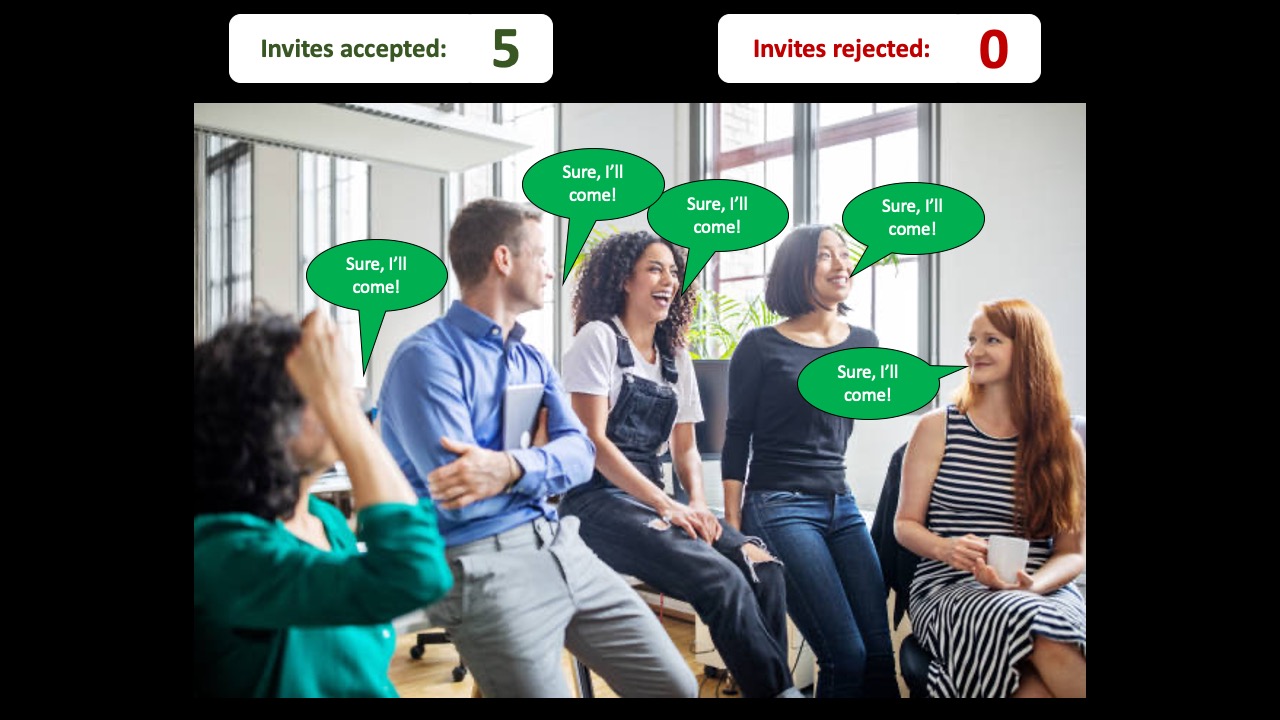 Invites accepted: 5
Invites rejected: 0
Sure, I’ll
come!
Sure, I’ll
come!
Sure, I’ll
come!
Sure, I’ll
come!
Sure, I’ll
come!